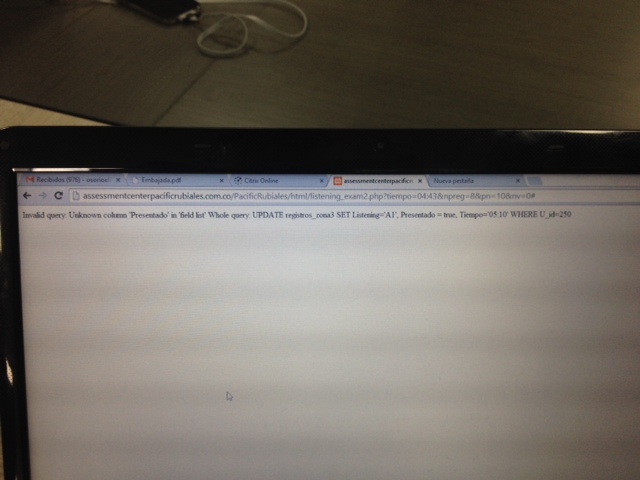 Recibidos (976) -
Embajada.pdf
Citrix Online
assessmentcenterpacificru
Nueva pestaña
assessmentcenterpacificrubiales.com.co/PacificRubiales/html/listening_exam2.php?tiempo=04:43&npreg=8&pn=10&nv=0#
Invalid query: Unknown column 'Presentado' in 'field list' Whole query: UPDATE registros_zona3 SET Listening='A1', Presentado = true, Tiempo='05:10' WHERE U_id=250